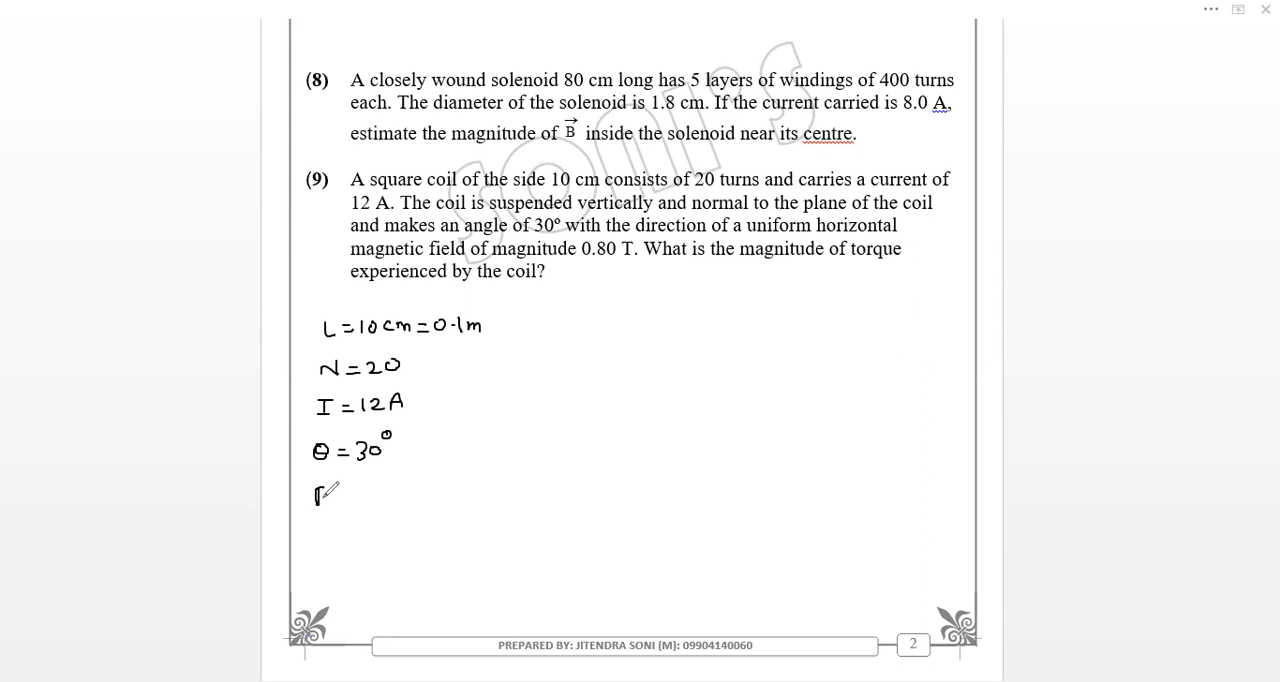 (8) A closely wound solenoid 80 cm long has 5 layers of windings of 400 turns
each. The diameter of the solenoid is 1.8 cm. If the current carried is 8.0 A,
estimate the magnitude of B⃗ inside the solenoid near its centre.
(9) A square coil of the side 10 cm consists of 20 turns and carries a current of
12 A. The coil is suspended vertically and normal to the plane of the coil
and makes an angle of 30º with the direction of a uniform horizontal
magnetic field of magnitude 0.80 T. What is the magnitude of torque
experienced by the coil?
L = 10 cm = 0.1m
N = 20
I = 12A
θ = 30°
SONI'S
PREPARED BY: JITENDRA SONI (M): 09904140060
2